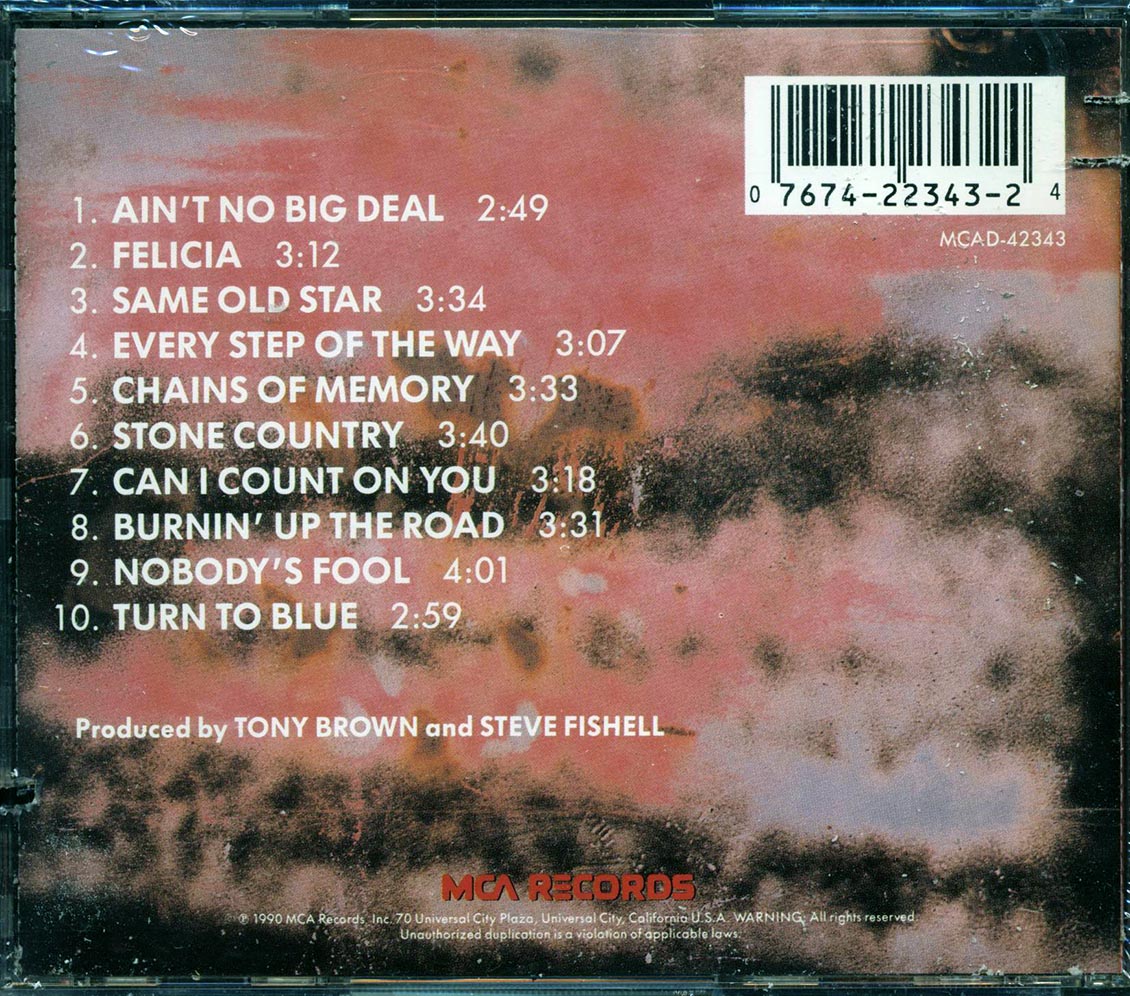 0 7674-22343-2 4
MCAD-42343
1. AIN'T NO BIG DEAL 2:49
2. FELICIA 3:12
3. SAME OLD STAR 3:34
4. EVERY STEP OF THE WAY 3:07
5. CHAINS OF MEMORY 3:33
6. STONE COUNTRY 3:40
7. CAN I COUNT ON YOU 3:18
8. BURNIN' UP THE ROAD 3:31
9. NOBODY'S FOOL 4:01
10. TURN TO BLUE 2:59
Produced by TONY BROWN and STEVE FISHELL
MCA RECORDS
℗ 1990 MCA Records, Inc. 70 Universal City Plaza, Universal City, California U.S.A. WARNING: All rights reserved.
Unauthorized duplication is a violation of applicable laws.